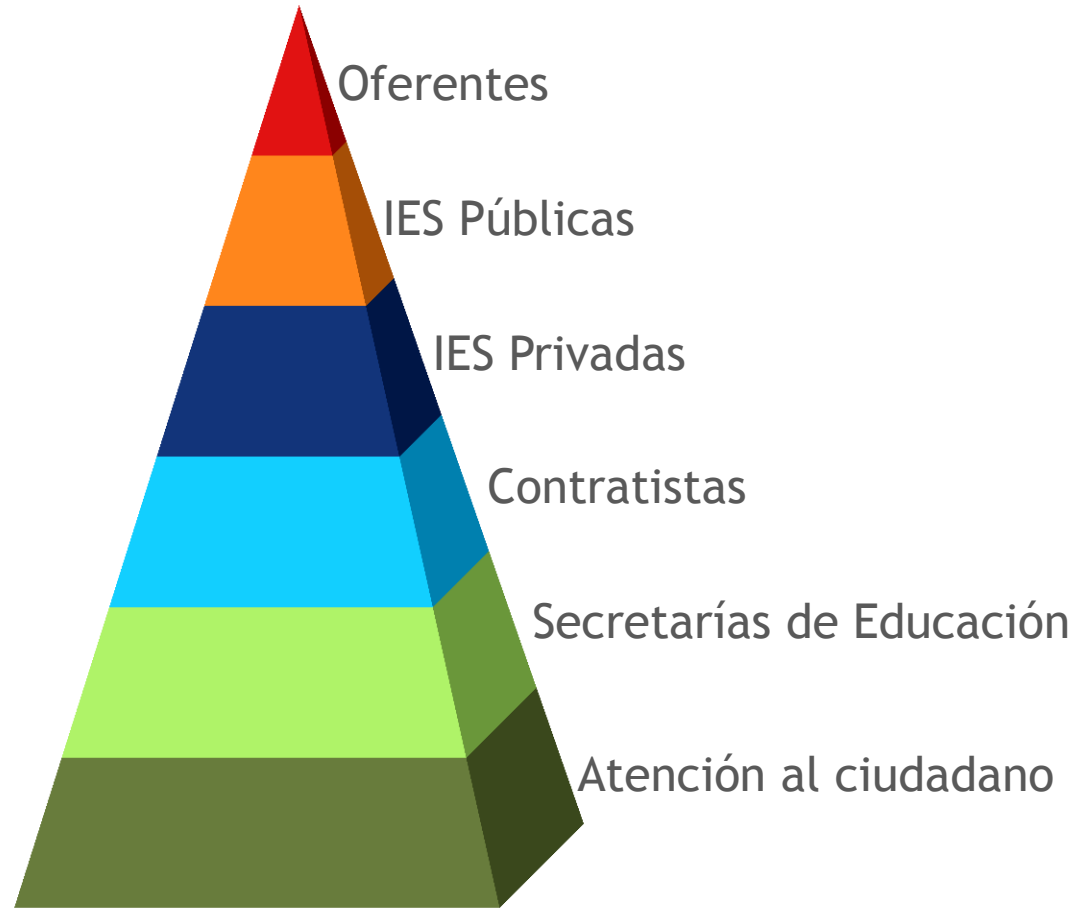 Oferentes
IES Públicas
IES Privadas
Contratistas
Secretarías de Educación
Atención al ciudadano